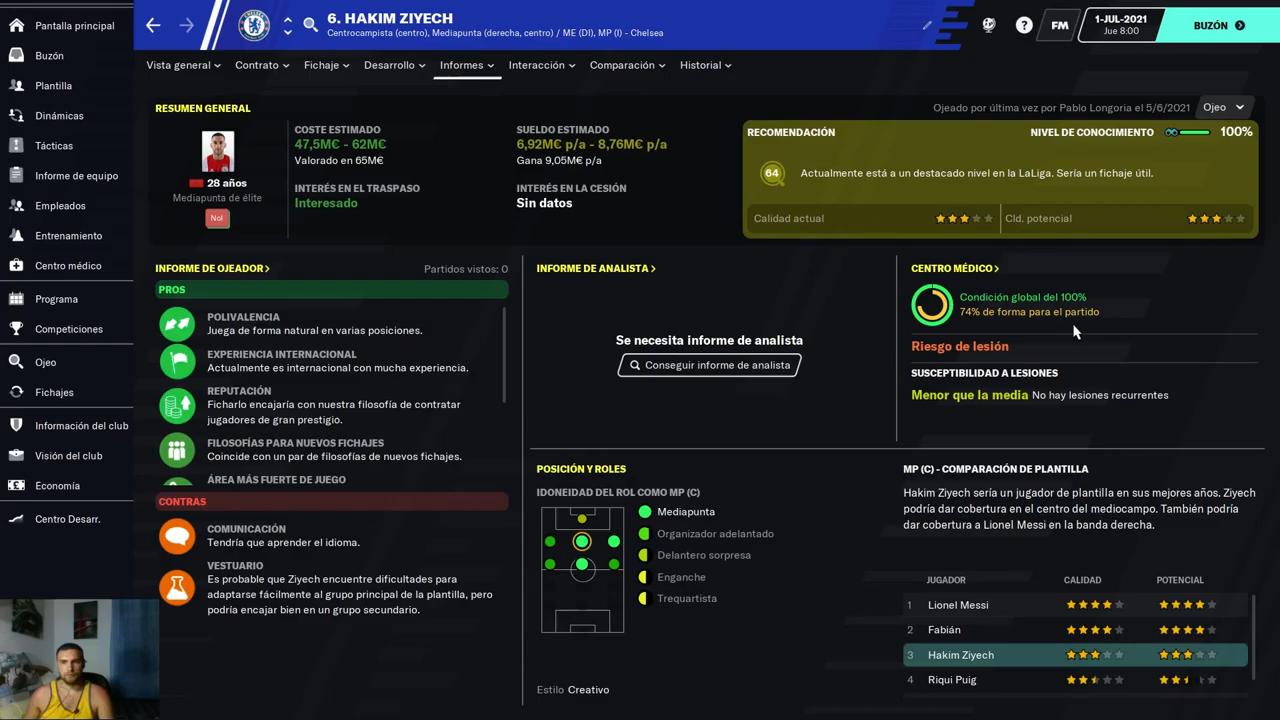 Pantalla principal
Buzón
Plantilla
Dinámicas
Tácticas
Informe de equipo
Empleados
Entrenamiento
Centro médico
Programa
Competiciones
Ojeo
Fichajes
Información del club
Visión del club
Economía
Centro Desarr.
6. HAKIM ZIYECH
Centrocampista (centro), Mediapunta (derecha, centro) / ME (DI), MP (I) - Chelsea
FM
1-JUL-2021
Jue 8:00
BUZÓN
Vista general
Contrato
Fichaje
Desarrollo
Informes
Interacción
Comparación
Historial
RESUMEN GENERAL
Ojeado por última vez por Pablo Longoria el 5/6/2021
Ojeo
28 años
Mediapunta de élite
NoI
COSTE ESTIMADO
47,5M€ - 62M€
Valorado en 65M€
INTERÉS EN EL TRASPASO
Interesado
SUELDO ESTIMADO
6,92M€ p/a - 8,76M€ p/a
Gana 9,05M€ p/a
INTERÉS EN LA CESIÓN
Sin datos
RECOMENDACIÓN
NIVEL DE CONOCIMIENTO
100%
64
Actualmente está a un destacado nivel en la LaLiga. Sería un fichaje útil.
Calidad actual
Cld. potencial
INFORME DE OJEADOR >
Partidos vistos: 0
PROS
POLIVALENCIA
Juega de forma natural en varias posiciones.
EXPERIENCIA INTERNACIONAL
Actualmente es internacional con mucha experiencia.
REPUTACIÓN
Ficharlo encajaría con nuestra filosofía de contratar
jugadores de gran prestigio.
FILOSOFÍAS PARA NUEVOS FICHAJES
Coincide con un par de filosofías de nuevos fichajes.
ÁREA MÁS FUERTE DE JUEGO
CONTRAS
COMUNICACIÓN
Tendría que aprender el idioma.
VESTUARIO
Es probable que Ziyech encuentre dificultades para
adaptarse fácilmente al grupo principal de la plantilla, pero
podría encajar bien en un grupo secundario.
INFORME DE ANALISTA >
Se necesita informe de analista
Conseguir informe de analista
CENTRO MÉDICO >
Condición global del 100%
74% de forma para el partido
Riesgo de lesión
SUSCEPTIBILIDAD A LESIONES
Menor que la media No hay lesiones recurrentes
POSICIÓN Y ROLES
IDONEIDAD DEL ROL COMO MP (C)
Mediapunta
Organizador adelantado
Delantero sorpresa
Enganche
Trequartista
Estilo Creativo
MP (C) - COMPARACIÓN DE PLANTILLA
Hakim Ziyech sería un jugador de plantilla en sus mejores años. Ziyech
podría dar cobertura en el centro del mediocampo. También podría
dar cobertura a Lionel Messi en la banda derecha.
JUGADOR CALIDAD POTENCIAL
1 Lionel Messi
2 Fabián
3 Hakim Ziyech
4 Riqui Puig